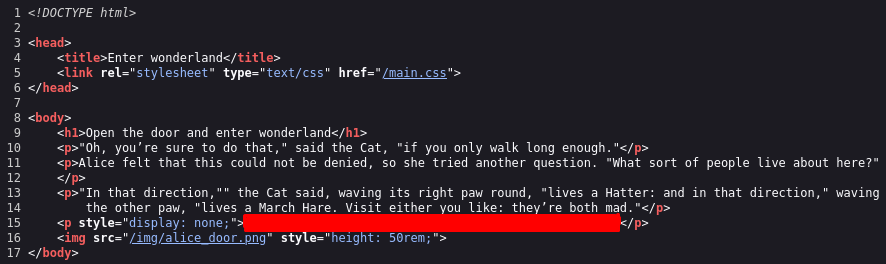 1 <!DOCTYPE html>
2
3 <head>
4     <title>Enter wonderland</title>
5     <link rel="stylesheet" type="text/css" href="/main.css">
6 </head>
7
8 <body>
9     <h1>Open the door and enter wonderland</h1>
10     <p>"Oh, you’re sure to do that," said the Cat, "if you only walk long enough."</p>
11     <p>Alice felt that this could not be denied, so she tried another question. "What sort of people live about here?"
12     </p>
13     <p>"In that direction,"" the Cat said, waving its right paw round, "lives a Hatter: and in that direction," waving
14         the other paw, "lives a March Hare. Visit either you like: they’re both mad."</p>
15     <p style="display: none;"></p>
16     <img src="/img/alice_door.png" style="height: 50rem;">
17 </body>